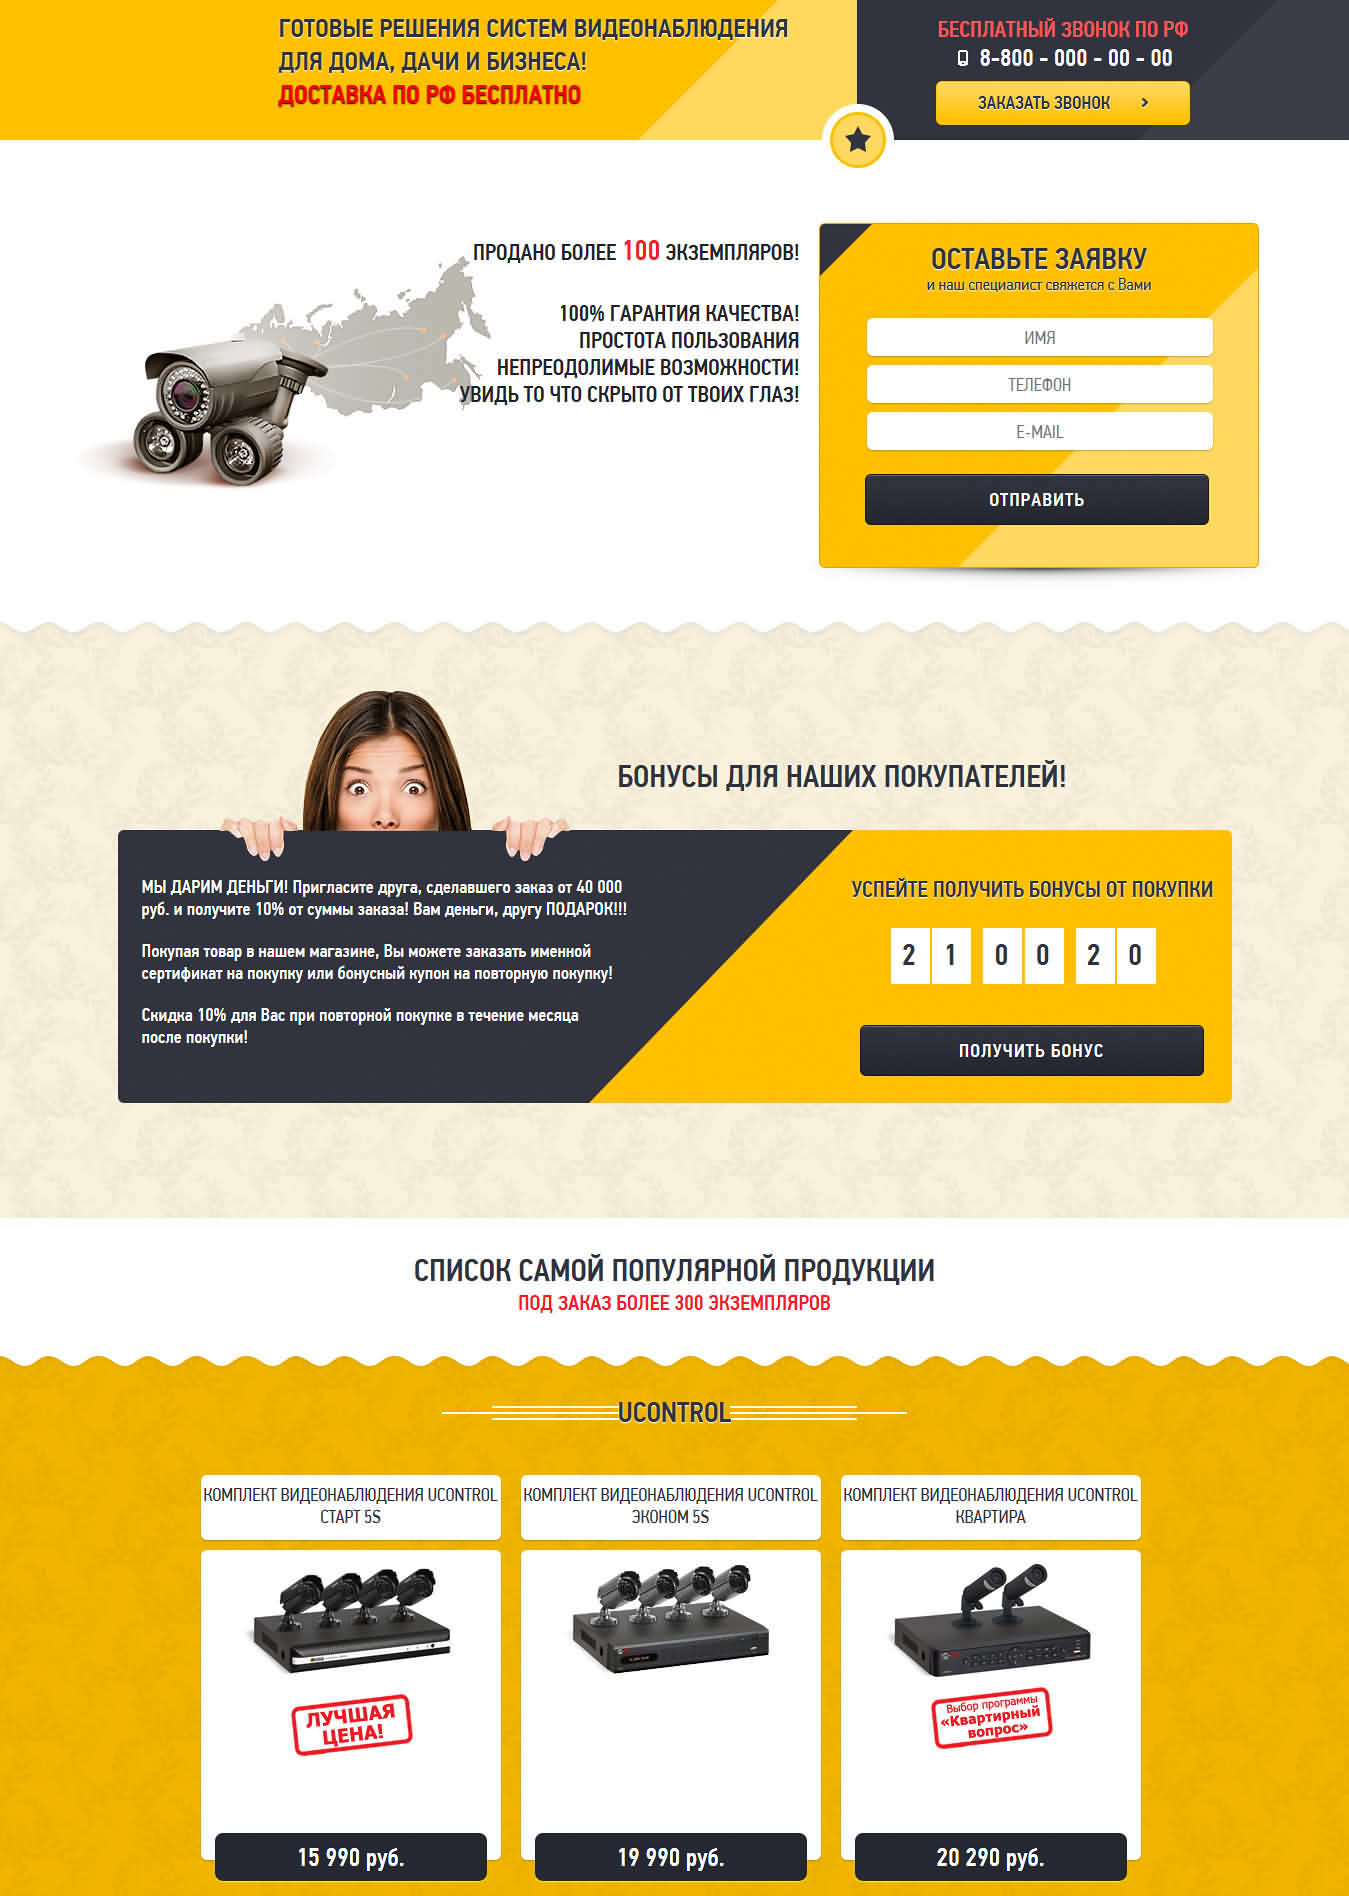 ГОТОВЫЕ РЕШЕНИЯ СИСТЕМ ВИДЕОНАБЛЮДЕНИЯ
ДЛЯ ДОМА, ДАЧИ И БИЗНЕСА!
ДОСТАВКА ПО РФ БЕСПЛАТНО
БЕСПЛАТНЫЙ ЗВОНОК ПО РФ
8-800 - 000 - 00 - 00
ЗАКАЗАТЬ ЗВОНОК
ПРОДАНО БОЛЕЕ 100 ЭКЗЕМПЛЯРОВ!
100% ГАРАНТИЯ КАЧЕСТВА!
ПРОСТОТА ПОЛЬЗОВАНИЯ
НЕПРЕОДОЛИМЫЕ ВОЗМОЖНОСТИ!
УВИДЬ ТО ЧТО СКРЫТО ОТ ТВОИХ ГЛАЗ!
ОСТАВЬТЕ ЗАЯВКУ
и наш специалист свяжется с Вами
ИМЯ
ТЕЛЕФОН
E-MAIL
ОТПРАВИТЬ
БОНУСЫ ДЛЯ НАШИХ ПОКУПАТЕЛЕЙ!
МЫ ДАРИМ ДЕНЬГИ! Пригласите друга, сделавшего заказ от 40 000
руб. и получите 10% от суммы заказа! Вам деньги, другу ПОДАРОК!!!
Покупая товар в нашем магазине, Вы можете заказать именной
сертификат на покупку или бонусный купон на повторную покупку!
Скидка 10% для Вас при повторной покупке в течение месяца
после покупки!
УСПЕЙТЕ ПОЛУЧИТЬ БОНУСЫ ОТ ПОКУПКИ
2 1 0 0 2 0
ПОЛУЧИТЬ БОНУС
СПИСОК САМОЙ ПОПУЛЯРНОЙ ПРОДУКЦИИ
ПОД ЗАКАЗ БОЛЕЕ 300 ЭКЗЕМПЛЯРОВ
UCONTROL
КОМПЛЕКТ ВИДЕОНАБЛЮДЕНИЯ UCONTROL
СТАРТ 5S
ЛУЧШАЯ
ЦЕНА!
15 990 руб.
КОМПЛЕКТ ВИДЕОНАБЛЮДЕНИЯ UCONTROL
ЭКОНОМ 5S
19 990 руб.
КОМПЛЕКТ ВИДЕОНАБЛЮДЕНИЯ UCONTROL
КВАРТИРА
Выбор программы
«Квартирный
вопрос»
20 290 руб.